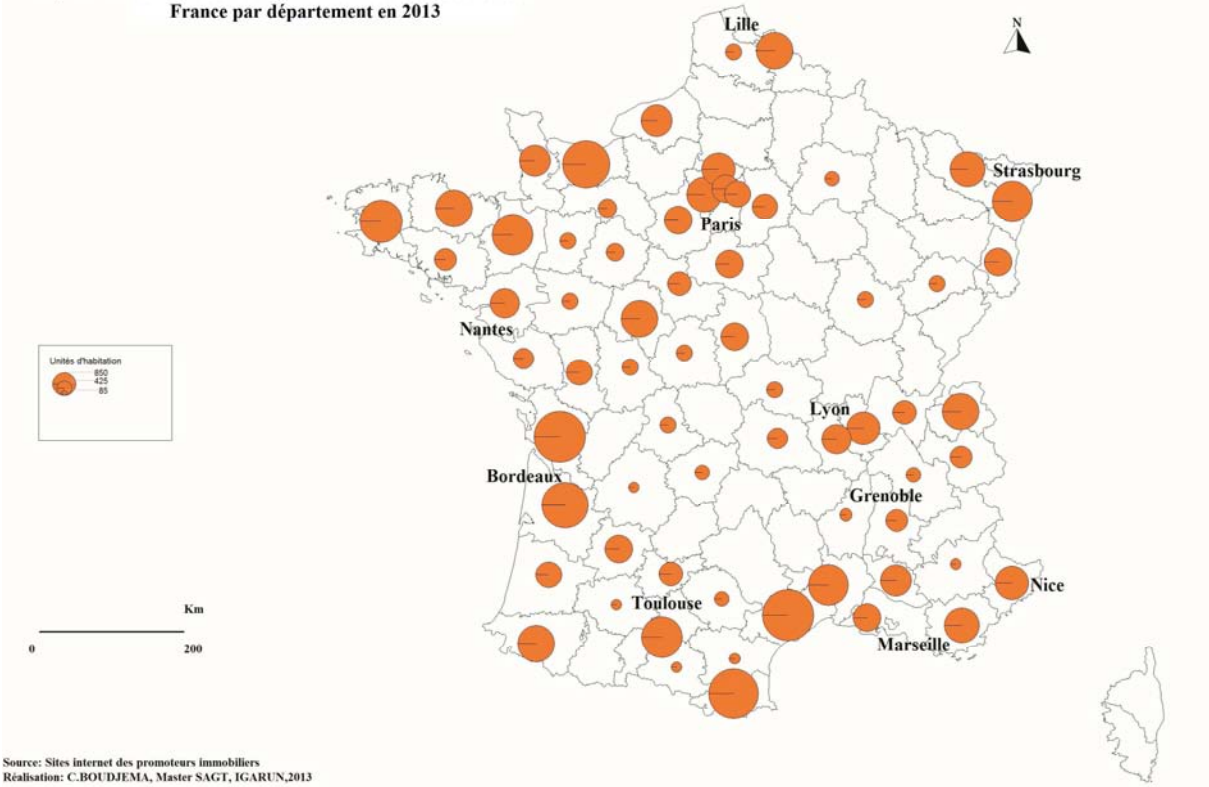 France par département en 2013
Lille
N
Strasbourg
Paris
Nantes
Unités d'habitation
850
425
85
Lyon
Bordeaux
Grenoble
Nice
Toulouse
Marseille
Km
0 200
Source: Sites internet des promoteurs immobiliers
Réalisation: C.BOUDJEMA, Master SAGT, IGARUN,2013